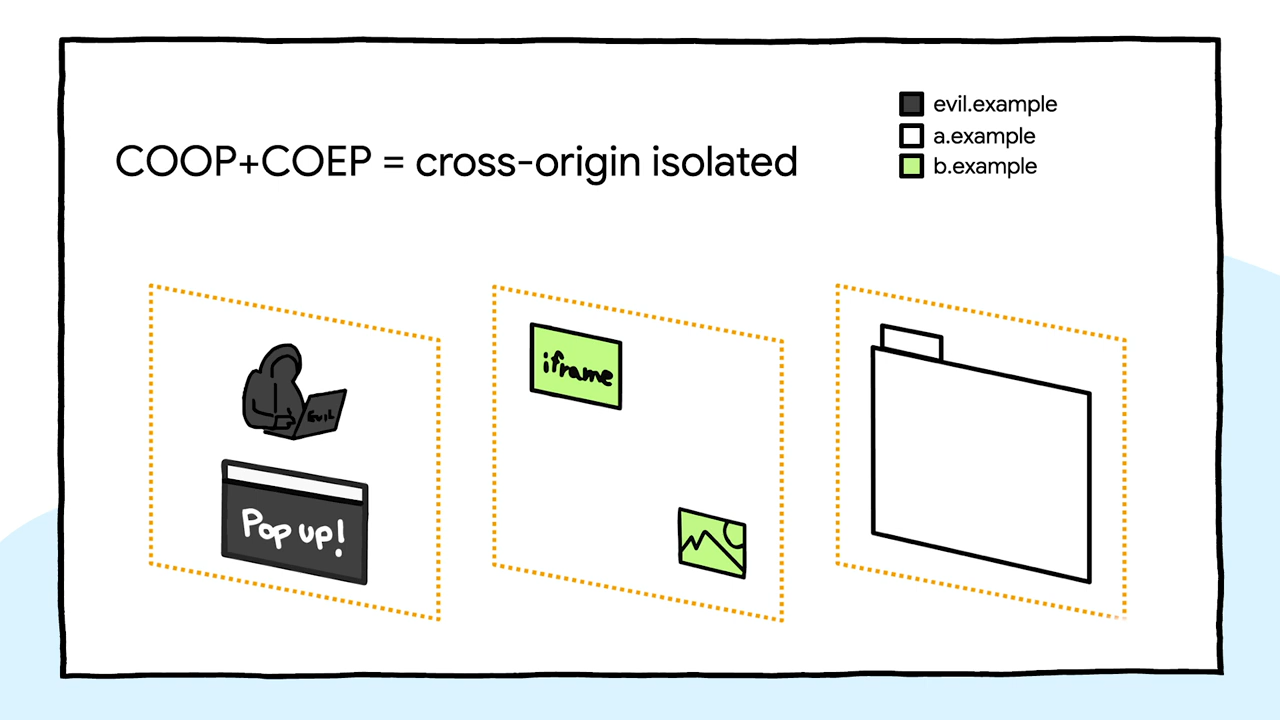 evil.example
a.example
b.example
COOP+COEP = cross-origin isolated
EVIL
Pop up!
iframe